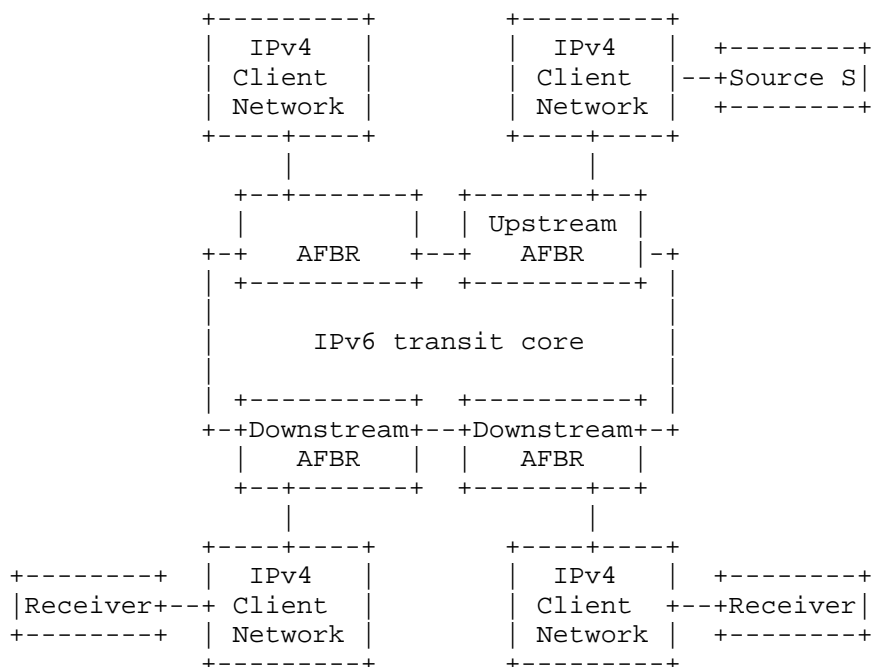 IPv4 IPv4
Client Client Source S
Network Network
Upstream
AFBR AFBR
IPv6 transit core
Downstream Downstream
AFBR AFBR
IPv4 IPv4
Receiver Client Client Receiver
Network Network